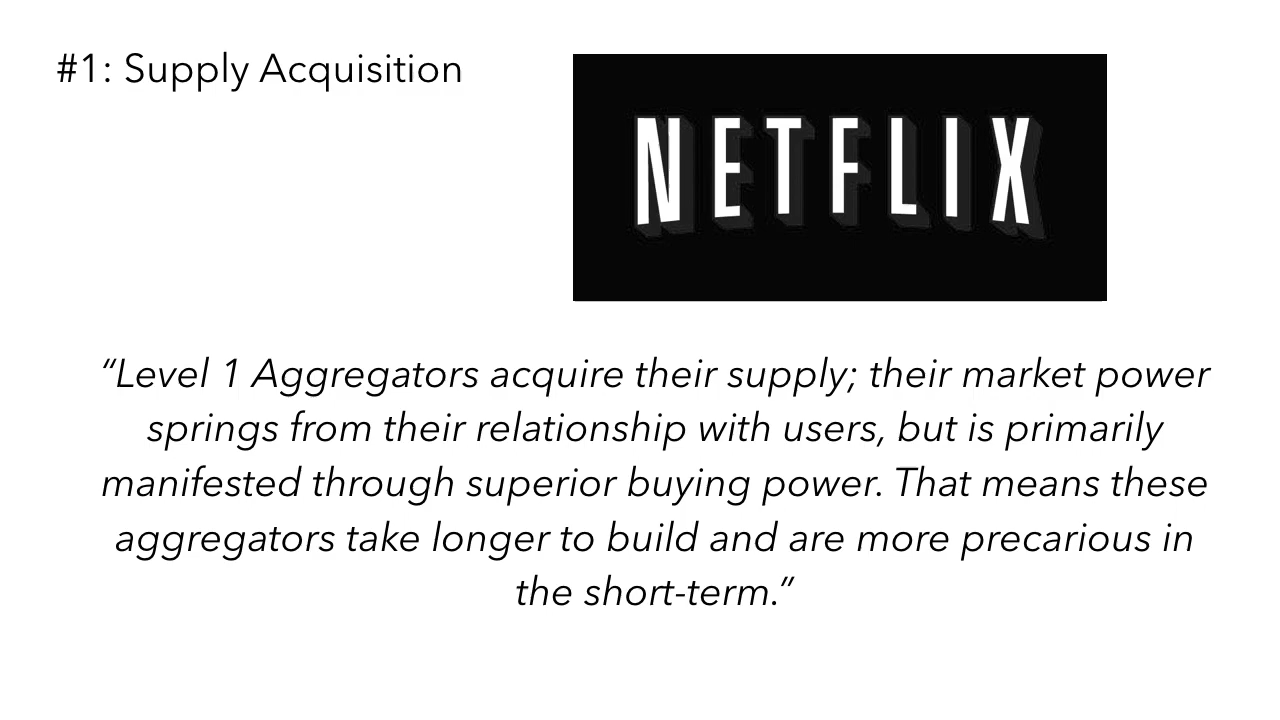 #1: Supply Acquisition
NETFLIX
“Level 1 Aggregators acquire their supply; their market power
springs from their relationship with users, but is primarily
manifested through superior buying power. That means these
aggregators take longer to build and are more precarious in
the short-term.”